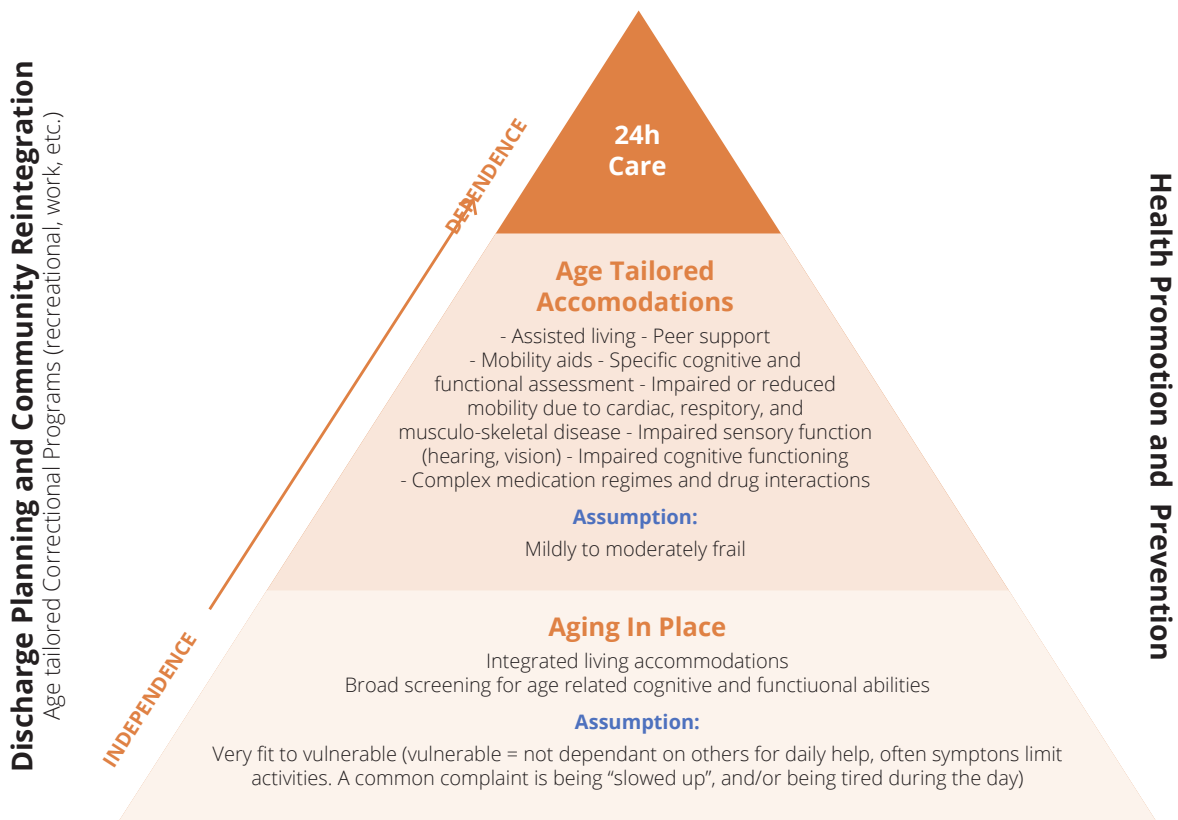 Discharge Planning and Community Reintegration
Age tailored Correctional Programs (recreational, work, etc.)
INDEPENDENCE
DEPENDENCE
24h
Care
Age Tailored
Accomodations
- Assisted living - Peer support
- Mobility aids - Specific cognitive and
functional assessment - Impaired or reduced
mobility due to cardiac, respitory, and
musculo-skeletal disease - Impaired sensory function
(hearing, vision) - Impaired cognitive functioning
- Complex medication regimes and drug interactions
Assumption:
Mildly to moderately frail
Aging In Place
Integrated living accommodations
Broad screening for age related cognitive and functiuonal abilities
Assumption:
Very fit to vulnerable (vulnerable = not dependant on others for daily help, often symptons limit
activities. A common complaint is being “slowed up”, and/or being tired during the day)
Health Promotion and Prevention